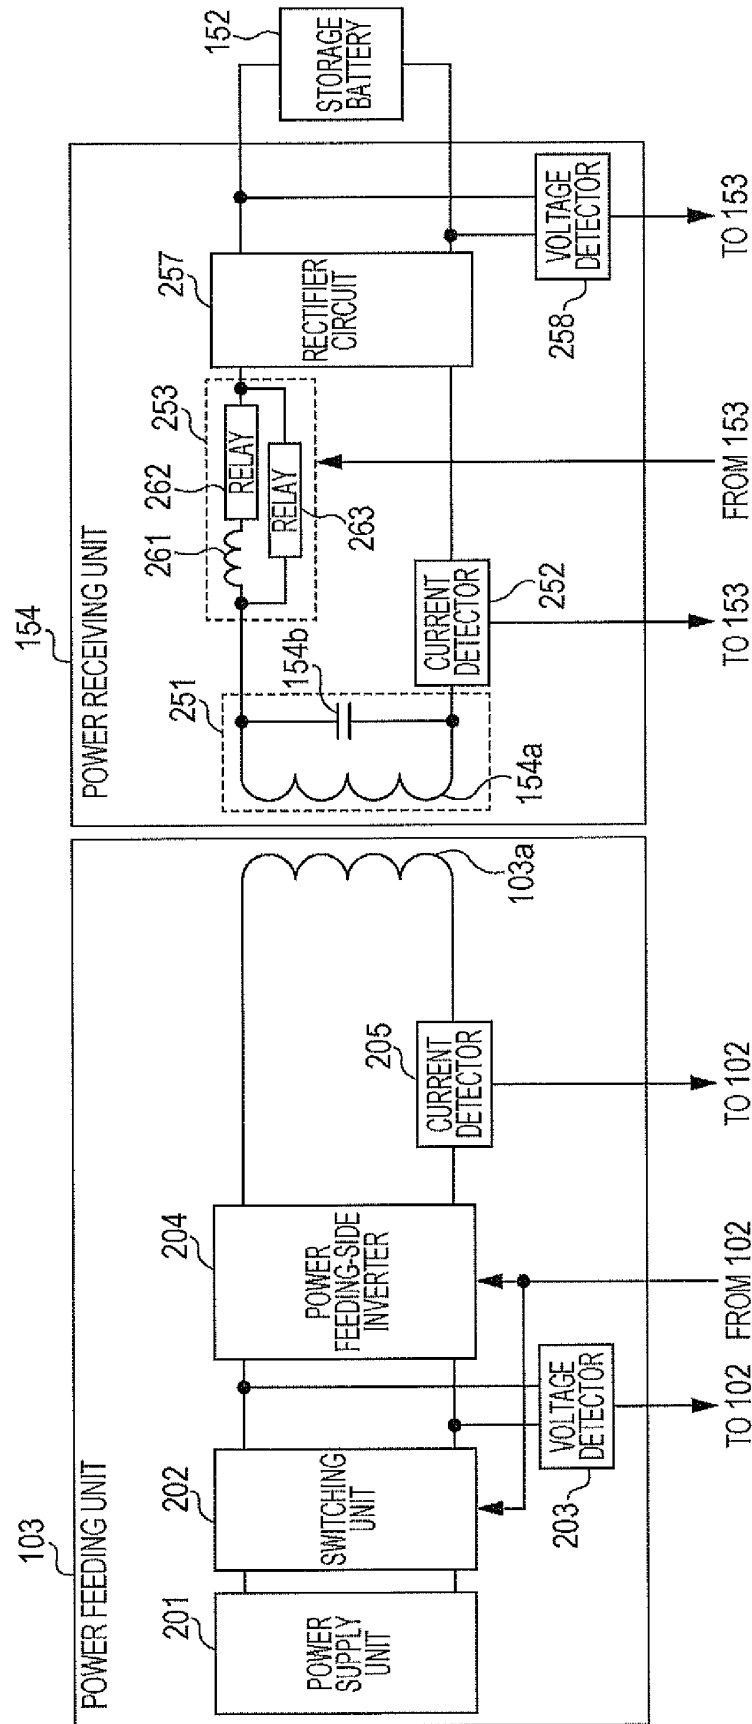 103
POWER FEEDING UNIT
201
POWER
SUPPLY
UNIT
202
SWITCHING
UNIT
204
POWER
FEEDING-SIDE
INVERTER
203
VOLTAGE
DETECTOR
205
CURRENT
DETECTOR
103a
TO 102
FROM 102
TO 102
154
POWER RECEIVING UNIT
251
154b
154a
261
262
253
RELAY
RELAY
263
257
RECTIFIER
CIRCUIT
CURRENT
DETECTOR
252
VOLTAGE
DETECTOR
258
152
STORAGE
BATTERY
TO 153
FROM 153
TO 153